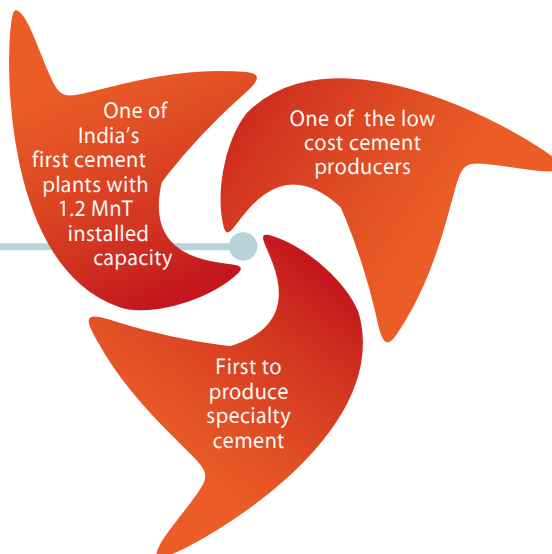 One of
India's
first cement
plants with
1.2 MnT
installed
capacity
One of the low
cost cement
producers
First to
produce
specialty
cement